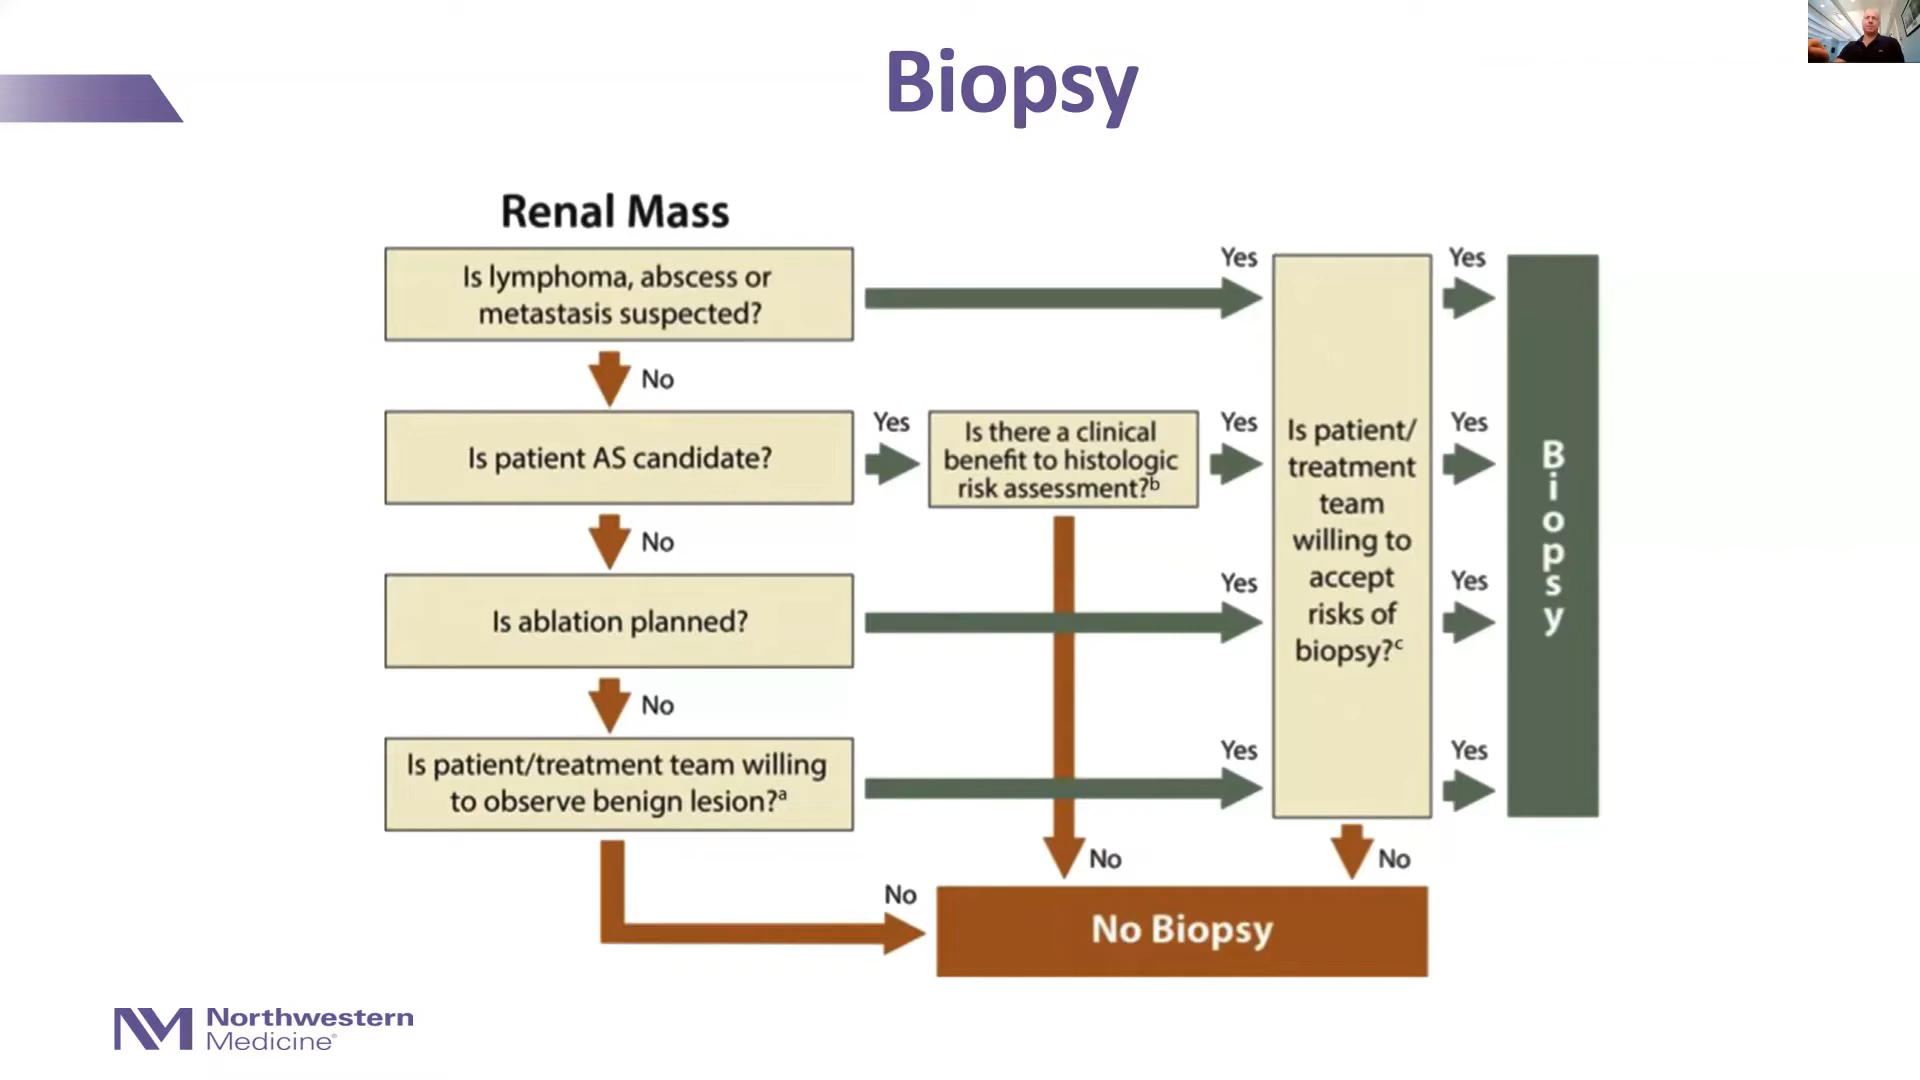 Biopsy
Renal Mass
Is lymphoma, abscess or
metastasis suspected?
Yes
Yes
No
Is patient AS candidate?
Yes
Is there a clinical
benefit to histologic
risk assessment?ᵇ
Yes
Is patient/
treatment
team
willing to
accept
risks of
biopsy?ᶜ
Yes
Biopsy
No
Is ablation planned?
Yes
Yes
No
Is patient/treatment team willing
to observe benign lesion?ᵃ
Yes
Yes
No
No
No
No Biopsy
Northwestern
Medicine®